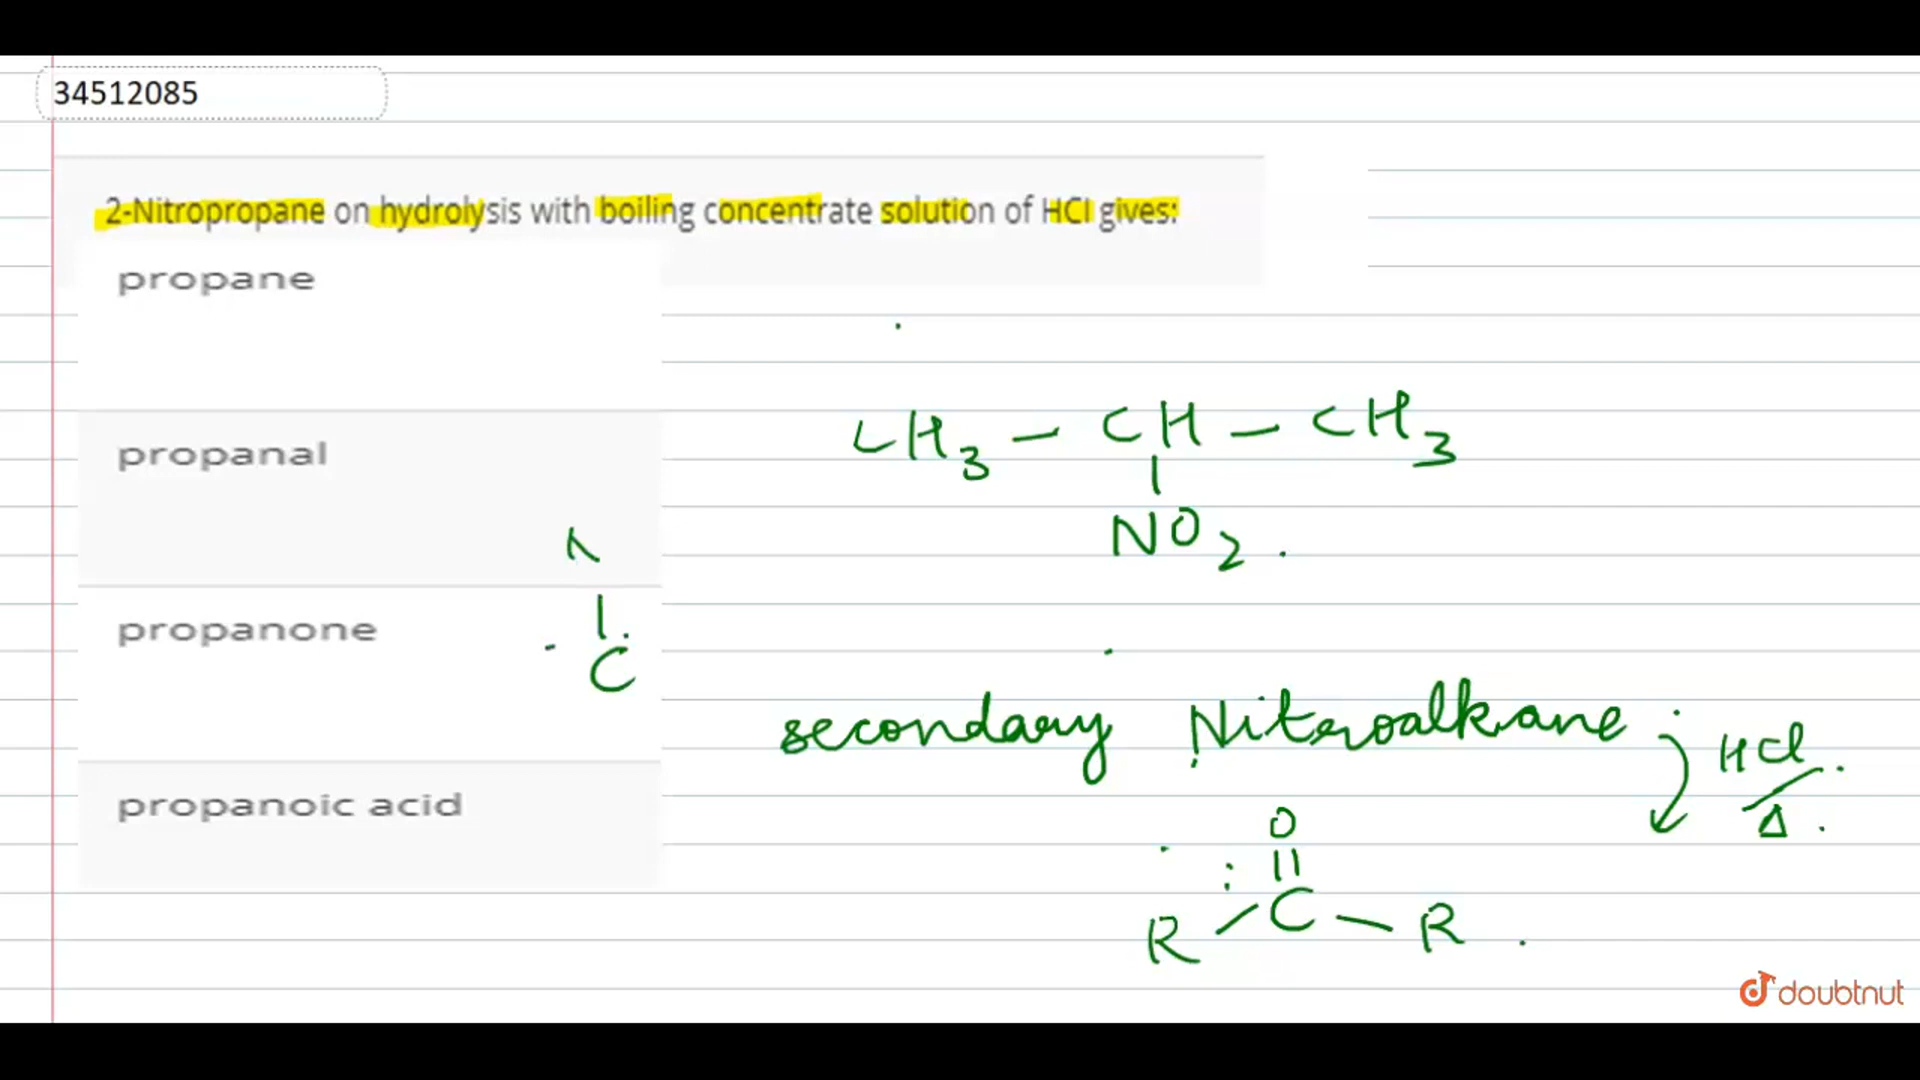 34512085
2-Nitropropane on hydrolysis with boiling concentrate solution of HCl gives:
propane
propanal
propanone
propanoic acid
C
CH3 - CH - CH3
NO2
secondary Nitroalkane
HCl
Δ
O
R C R
doubtnut